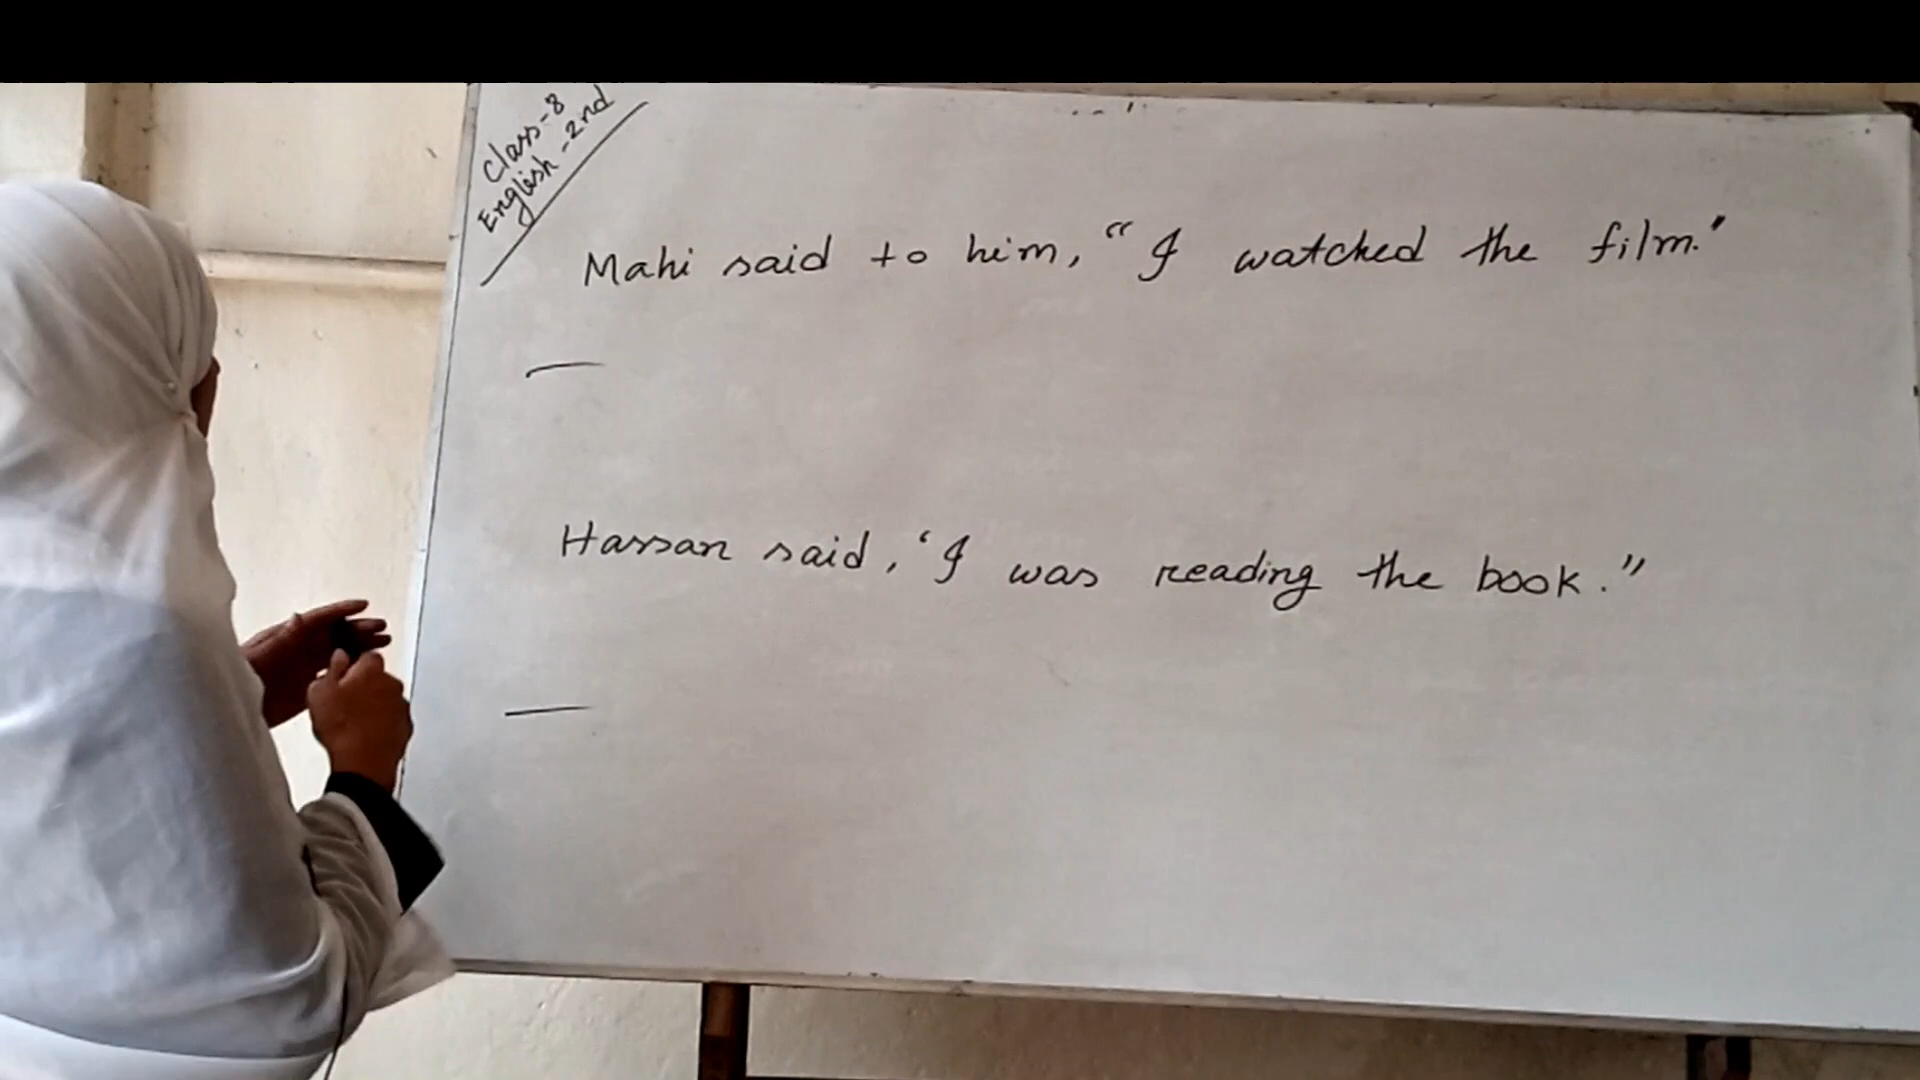 Class-8
English-2nd
Mahi said to him, "I watched the film."
Hassan said, 'I was reading the book."